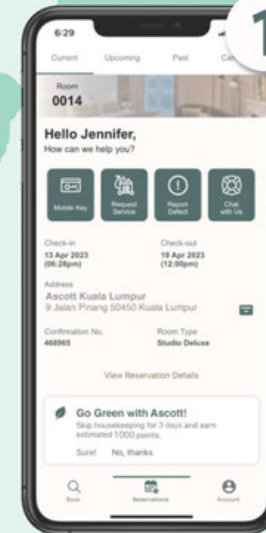 1
6:29
Current Upcoming Past
Room
0014
Hello Jennifer,
How can we help you?
Mobile Key
Request
Service
Report
Defect
Chat
with Us
Check-in Check-out
13 Apr 2023 19 Apr 2023
(06:28pm) (12:00pm)
Address
Ascott Kuala Lumpur
9 Jalan Pinang 50450 Kuala Lumpur
Confirmation No. Room Type
468965 Studio Deluxe
View Reservation Details
Go Green with Ascott!
Skip housekeeping for 3 days and earn
estimated 1000 points.
Sure! No, thanks
Book Reservations Account